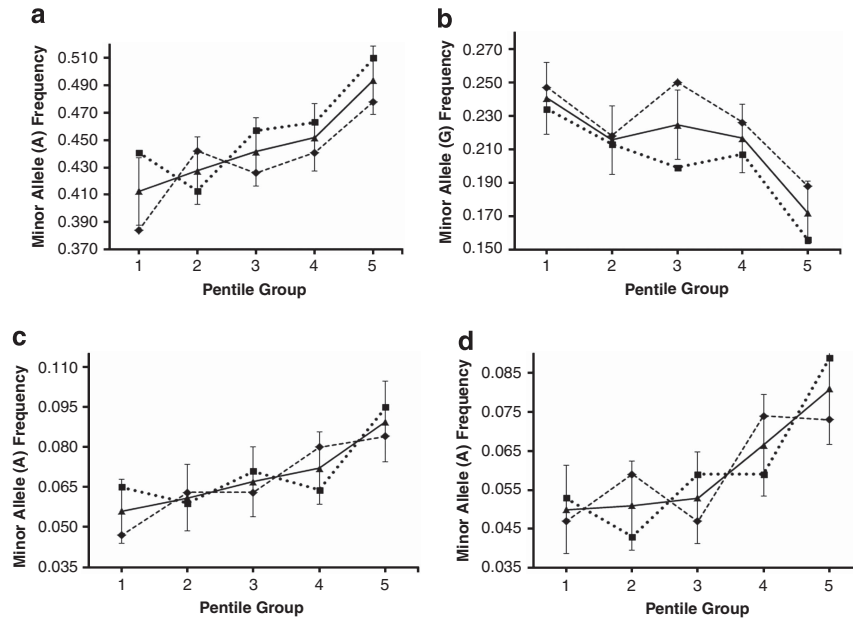 a
Minor Allele (A) Frequency
0.510
0.490
0.470
0.450
0.430
0.410
0.390
0.370
1 2 3 4 5
Pentile Group
b
Minor Allele (G) Frequency
0.270
0.250
0.230
0.210
0.190
0.170
0.150
1 2 3 4 5
Pentile Group
c
Minor Allele (A) Frequency
0.110
0.095
0.080
0.065
0.050
0.035
1 2 3 4 5
Pentile Group
d
Minor Allele (A) Frequency
0.085
0.075
0.065
0.055
0.045
0.035
1 2 3 4 5
Pentile Group